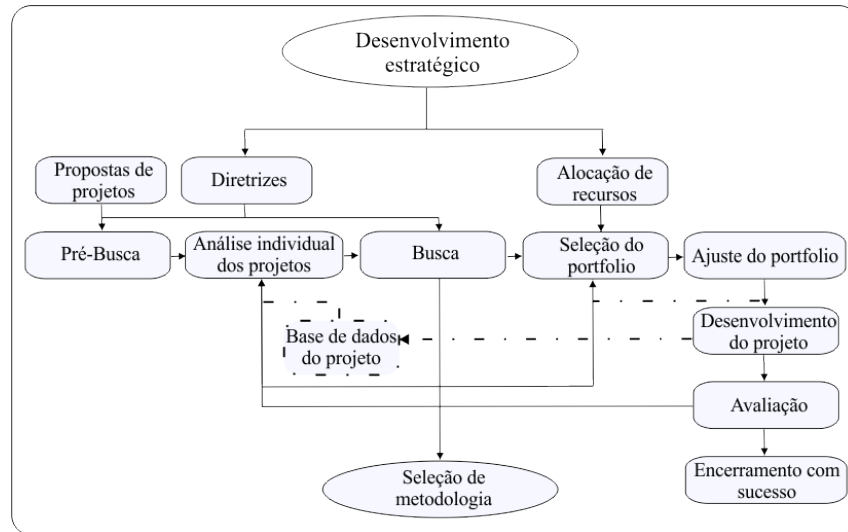 Desenvolvimento
estratégico
Propostas de
projetos
Diretrizes
Alocação de
recursos
Pré-Busca
Análise individual
dos projetos
Busca
Seleção do
portfolio
Ajuste do portfolio
Base de dados
do projeto
Desenvolvimento
do projeto
Avaliação
Seleção de
metodologia
Encerramento com
sucesso